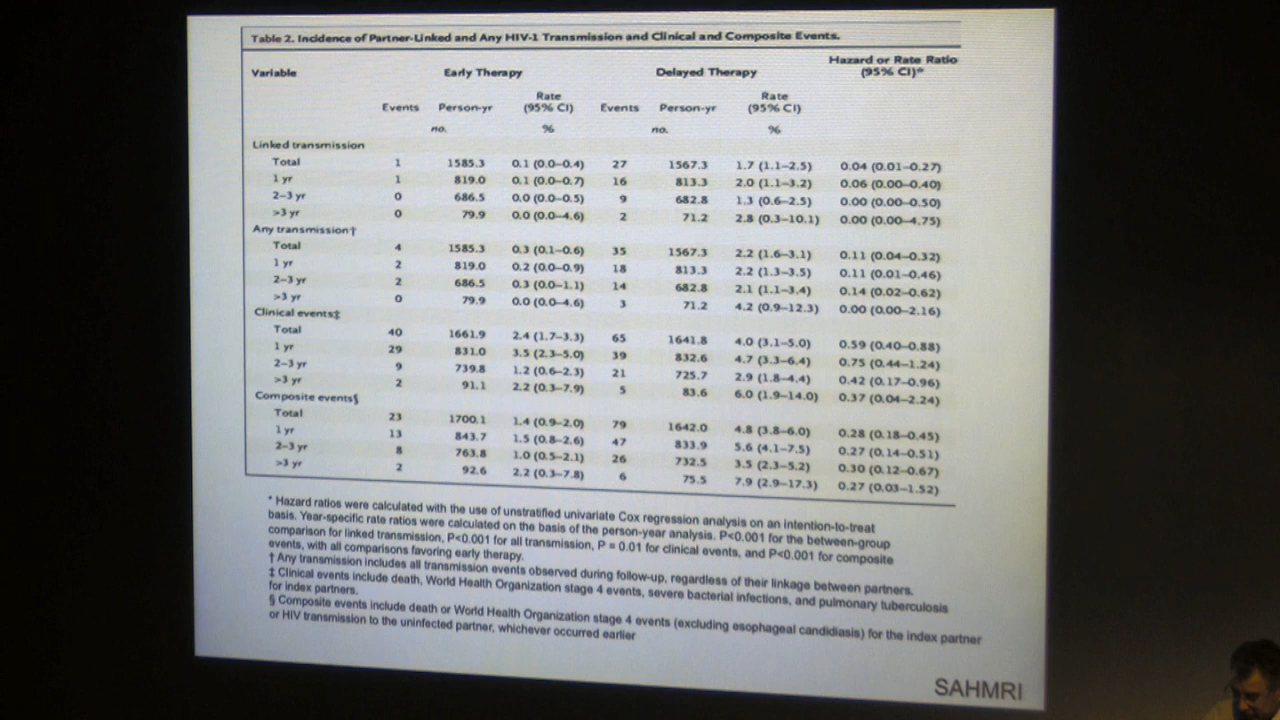 Table 2. Incidence of Partner-Linked and Any HIV-1 Transmission and Clinical and Composite Events.
Variable Early Therapy Delayed Therapy Hazard or Rate Ratio (95% CI)*
Events Person-yr Rate (95% CI) Events Person-yr Rate (95% CI)
no. % no. %
Linked transmission
Total 1 1585.3 0.1 (0.0–0.4) 27 1567.3 1.7 (1.1–2.5) 0.04 (0.01–0.27)
1 yr 1 819.0 0.1 (0.0–0.7) 16 813.3 2.0 (1.1–3.2) 0.06 (0.00–0.40)
2–3 yr 0 686.5 0.0 (0.0–0.5) 9 682.8 1.3 (0.6–2.5) 0.00 (0.00–0.50)
>3 yr 0 79.9 0.0 (0.0–4.6) 2 71.2 2.8 (0.3–10.1) 0.00 (0.00–4.75)
Any transmission†
Total 4 1585.3 0.3 (0.1–0.6) 35 1567.3 2.2 (1.6–3.1) 0.11 (0.04–0.32)
1 yr 2 819.0 0.2 (0.0–0.9) 18 813.3 2.2 (1.3–3.5) 0.11 (0.01–0.46)
2–3 yr 2 686.5 0.3 (0.0–1.1) 14 682.8 2.1 (1.1–3.4) 0.14 (0.02–0.62)
>3 yr 0 79.9 0.0 (0.0–4.6) 3 71.2 4.2 (0.9–12.3) 0.00 (0.00–2.16)
Clinical events‡
Total 40 1661.9 2.4 (1.7–3.3) 65 1641.8 4.0 (3.1–5.0) 0.59 (0.40–0.88)
1 yr 29 831.0 3.5 (2.3–5.0) 39 832.6 4.7 (3.3–6.4) 0.75 (0.44–1.24)
2–3 yr 9 739.8 1.2 (0.6–2.3) 21 725.7 2.9 (1.8–4.4) 0.42 (0.17–0.96)
>3 yr 2 91.1 2.2 (0.3–7.9) 5 83.6 6.0 (1.9–14.0) 0.37 (0.04–2.24)
Composite events§
Total 23 1700.1 1.4 (0.9–2.0) 79 1642.0 4.8 (3.8–6.0) 0.28 (0.18–0.45)
1 yr 13 843.7 1.5 (0.8–2.6) 47 833.9 5.6 (4.1–7.5) 0.27 (0.14–0.51)
2–3 yr 8 763.8 1.0 (0.5–2.1) 26 732.5 3.5 (2.3–5.2) 0.30 (0.12–0.67)
>3 yr 2 92.6 2.2 (0.3–7.8) 6 75.5 7.9 (2.9–17.3) 0.27 (0.03–1.52)
* Hazard ratios were calculated with the use of unstratified univariate Cox regression analysis on an intention-to-treat
basis. Year-specific rate ratios were calculated on the basis of the person-year analysis. P<0.001 for the between-group
comparison for linked transmission, P<0.001 for all transmission, P = 0.01 for clinical events, and P<0.001 for composite
events, with all comparisons favoring early therapy.
† Any transmission includes all transmission events observed during follow-up, regardless of their linkage between partners.
‡ Clinical events include death, World Health Organization stage 4 events, severe bacterial infections, and pulmonary tuberculosis
for index partners.
§ Composite events include death or World Health Organization stage 4 events (excluding esophageal candidiasis) for the index partner
or HIV transmission to the uninfected partner, whichever occurred earlier
SAHMRI